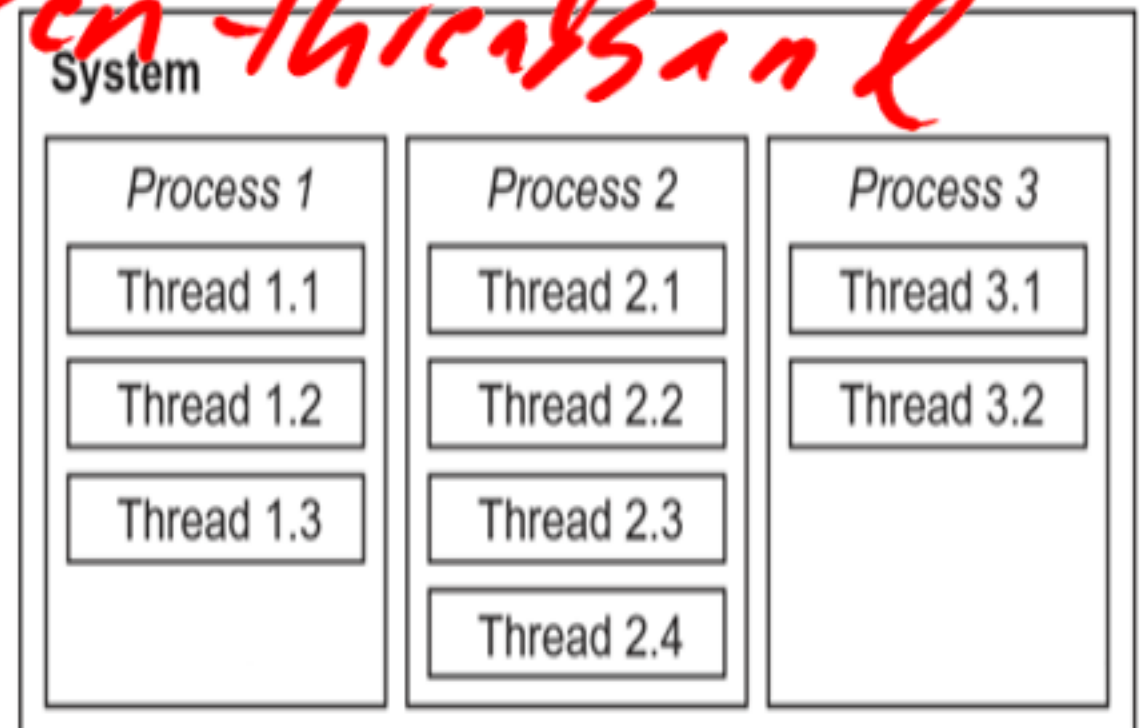 System
Process 1
Thread 1.1
Thread 1.2
Thread 1.3
Process 2
Thread 2.1
Thread 2.2
Thread 2.3
Thread 2.4
Process 3
Thread 3.1
Thread 3.2